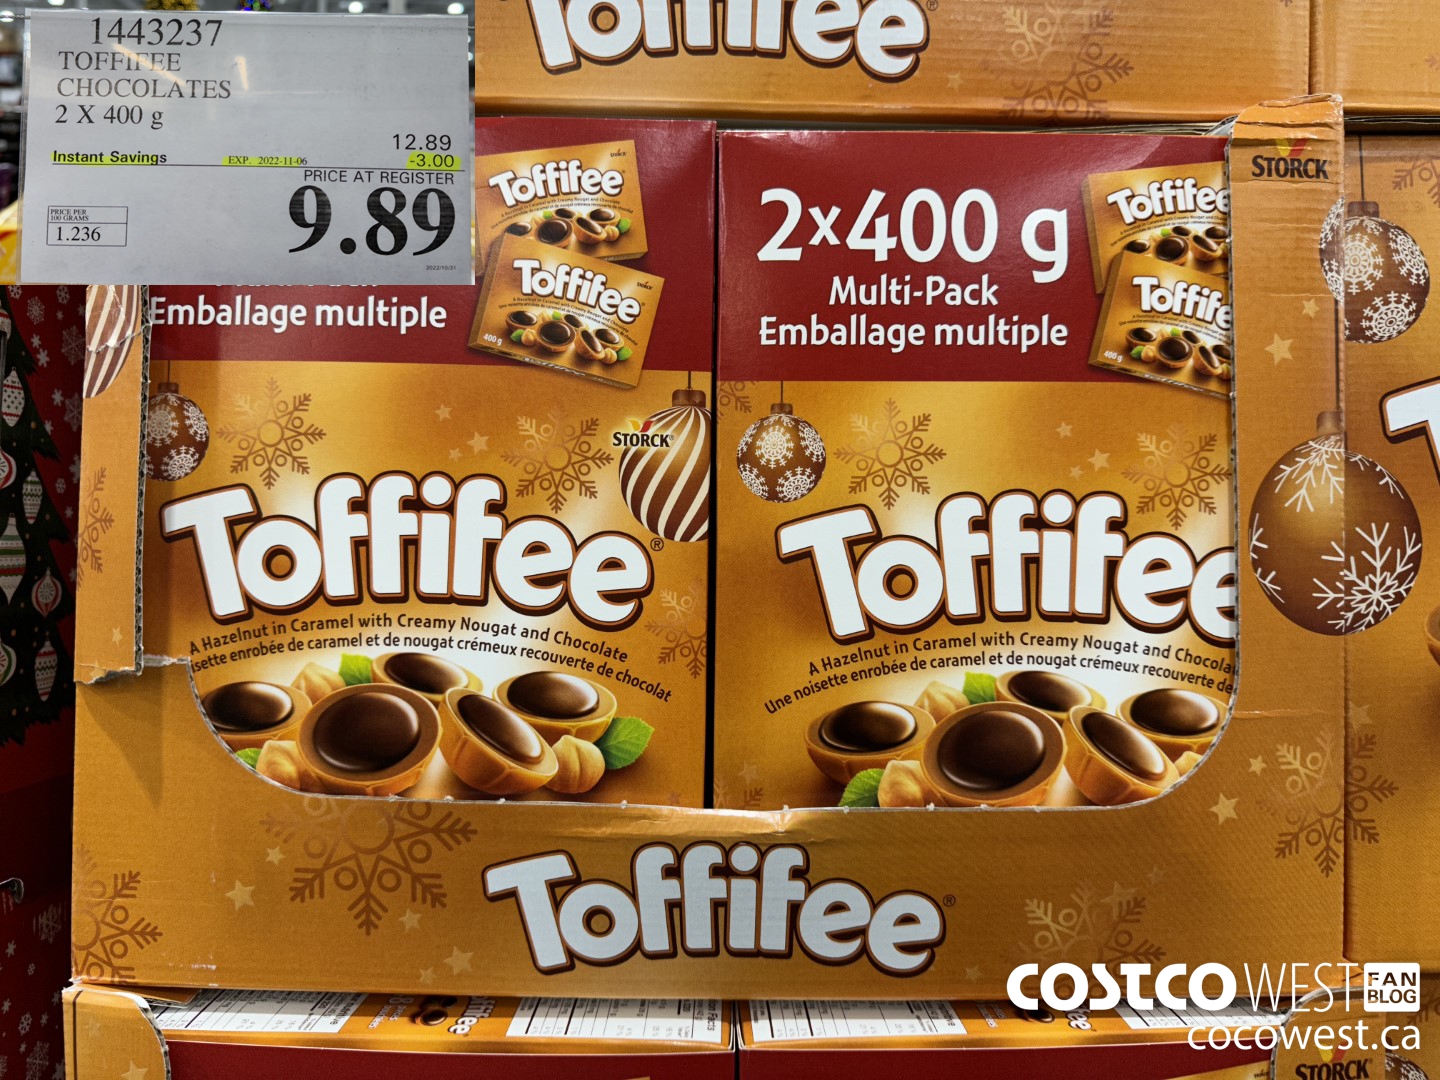 1443237
TOFFIFEE
CHOCOLATES
2 X 400 g
12.89
Instant Savings EXP. 2022-11-06 -3.00
PRICE AT REGISTER
9.89
PRICE PER
100 GRAMS
1.236
2022/10/31
Toffifee®
STORCK
Emballage multiple
Toffifee
Toffifee
400 g
2x400 g
Multi-Pack
Emballage multiple
Toffifee
Toffife
400 g
STORCK®
Toffifee®
A Hazelnut in Caramel with Creamy Nougat and Chocolate
isette enrobée de caramel et de nougat crémeux recouverte de chocolat
Toffifee
A Hazelnut in Caramel with Creamy Nougat and Chocola
Une noisette enrobée de caramel et de nougat crémeux recouverte de
Toffifee®
COSTCO WEST FAN BLOG
cocowest.ca
STORCK